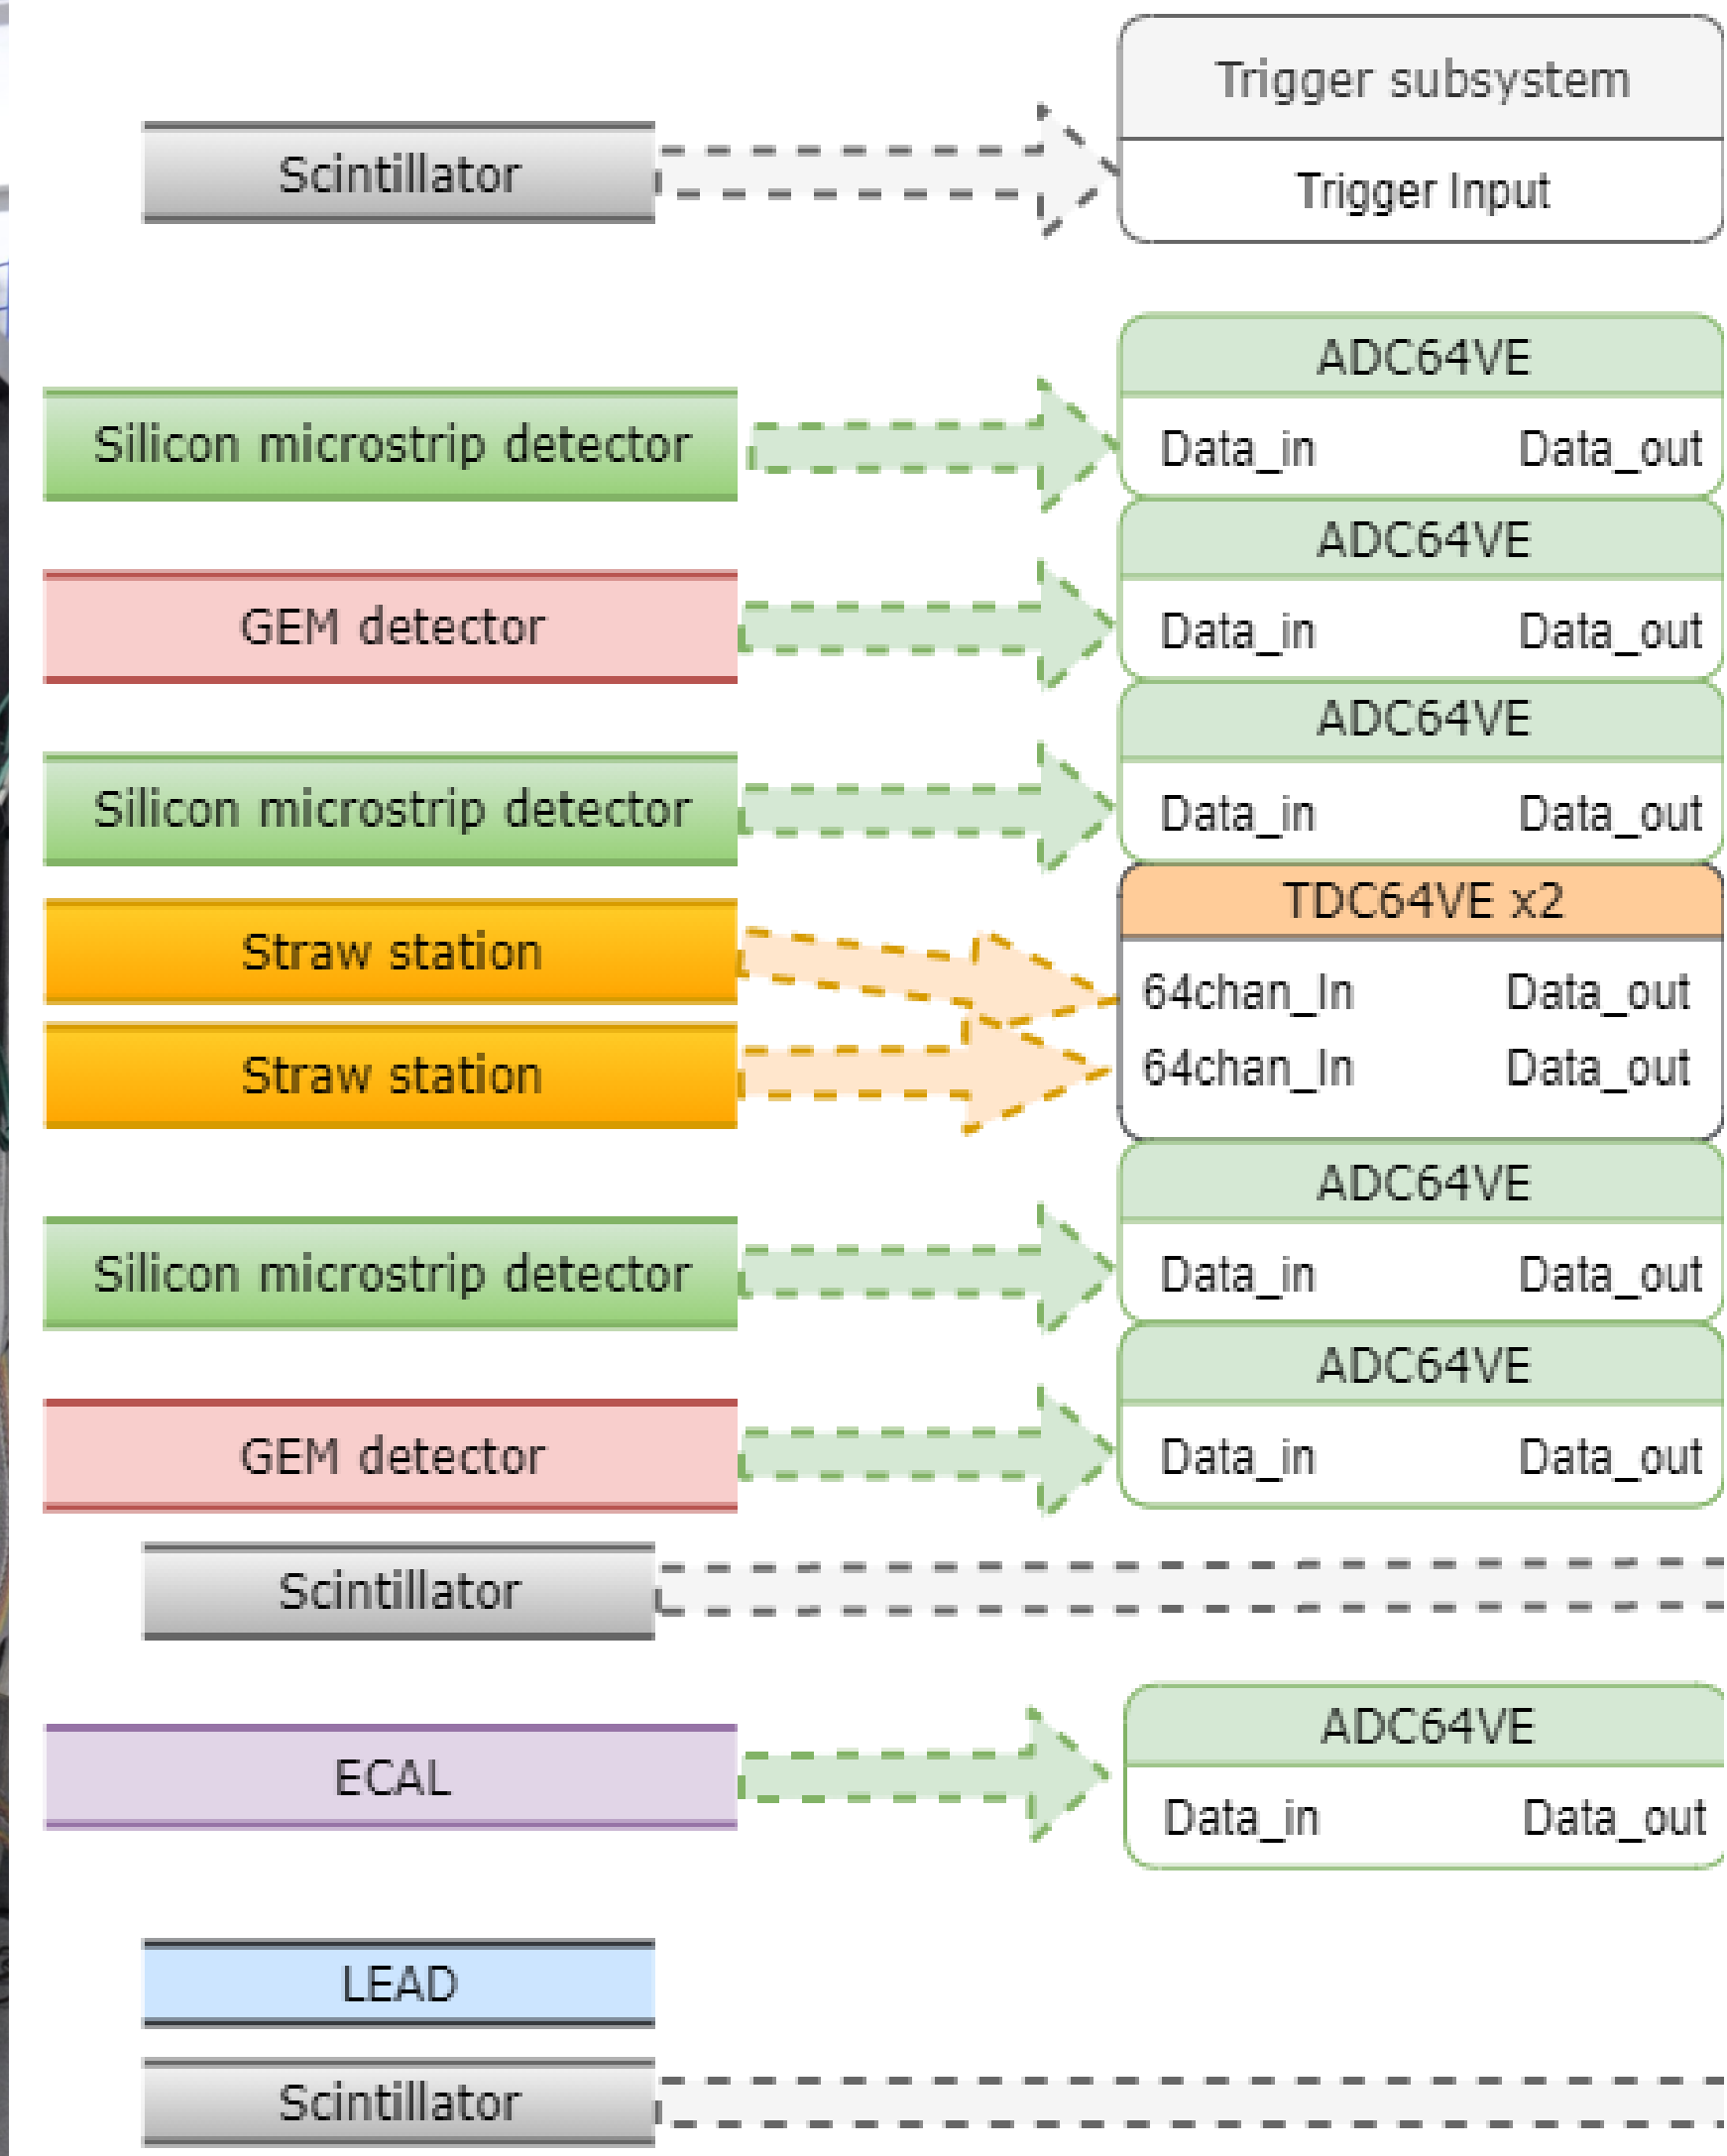 Trigger subsystem
Scintillator
Trigger Input
ADC64VE
Silicon microstrip detector
Data_in Data_out
ADC64VE
GEM detector
Data_in Data_out
ADC64VE
Silicon microstrip detector
Data_in Data_out
TDC64VE x2
Straw station
64chan_In Data_out
Straw station
64chan_In Data_out
ADC64VE
Silicon microstrip detector
Data_in Data_out
ADC64VE
GEM detector
Data_in Data_out
Scintillator
ADC64VE
ECAL
Data_in Data_out
LEAD
Scintillator